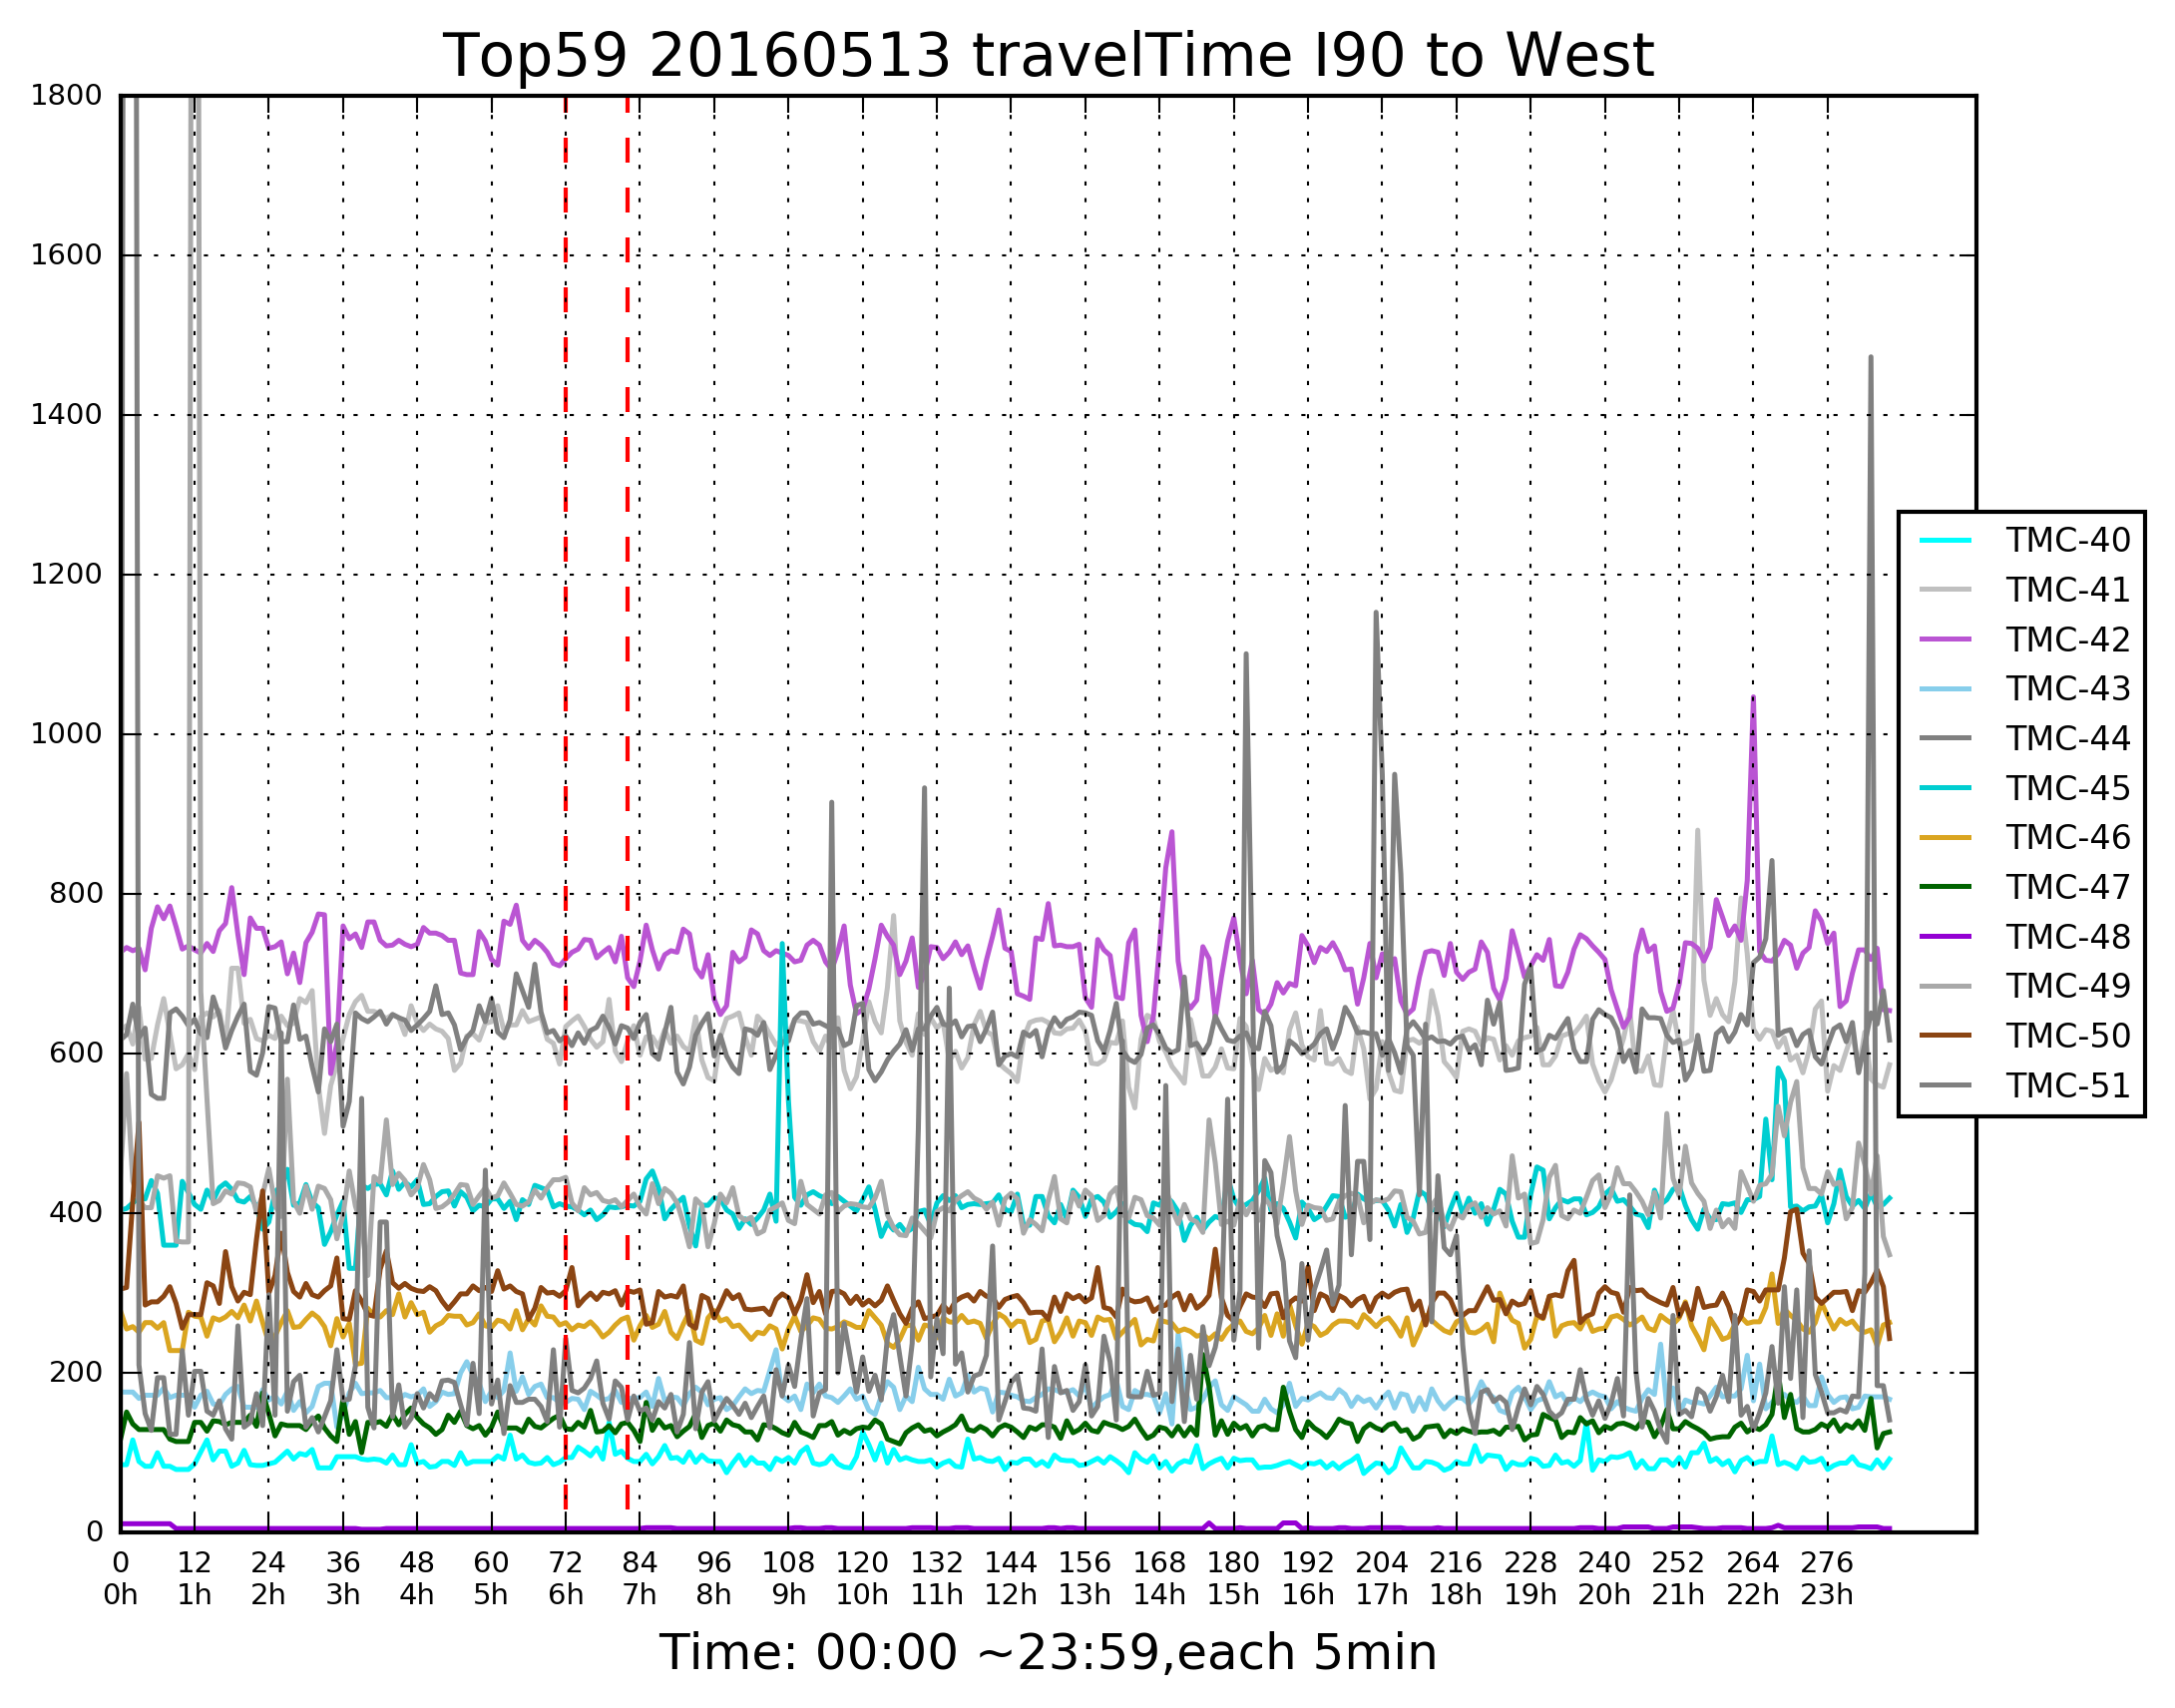 Top59 20160513 travelTime I90 to West
1800
1600
1400
1200
1000
800
600
400
200
0
TMC-40
TMC-41
TMC-42
TMC-43
TMC-44
TMC-45
TMC-46
TMC-47
TMC-48
TMC-49
TMC-50
TMC-51
0 12 24 36 48 60 72 84 96 108 120 132 144 156 168 180 192 204 216 228 240 252 264 276
0h 1h 2h 3h 4h 5h 6h 7h 8h 9h 10h 11h 12h 13h 14h 15h 16h 17h 18h 19h 20h 21h 22h 23h
Time: 00:00 ~23:59,each 5min